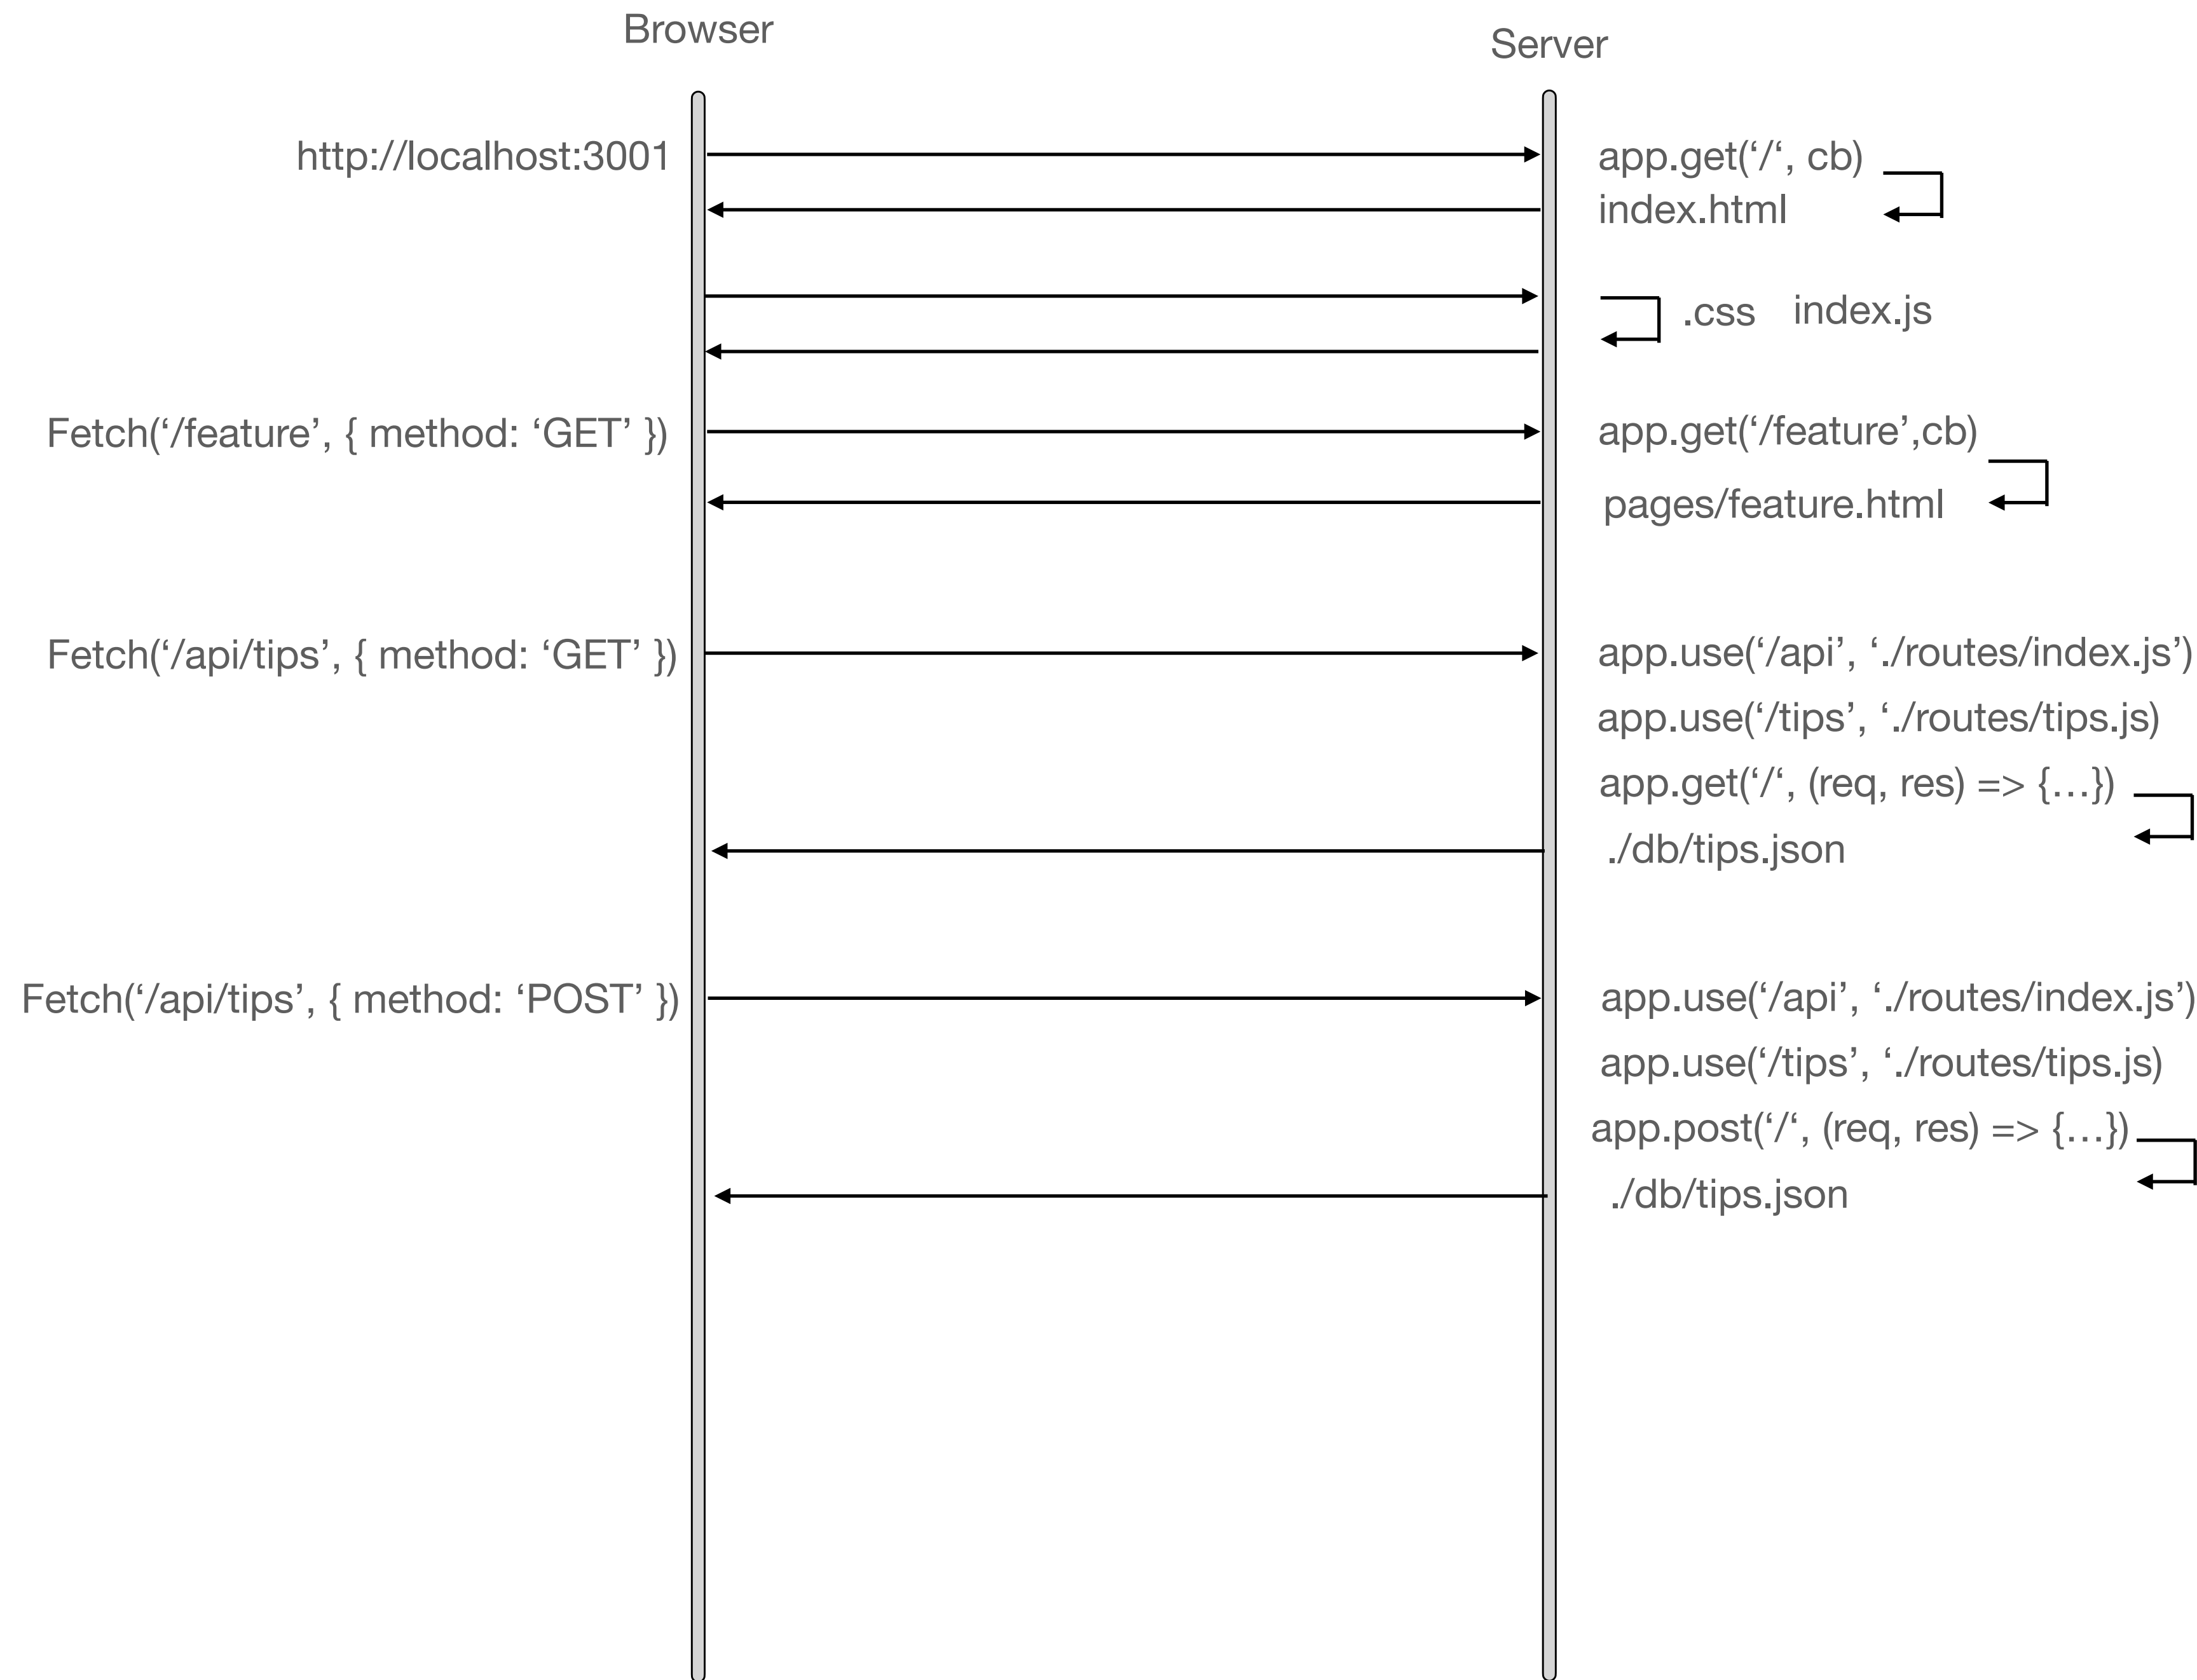 Browser
Server
http://localhost:3001
app.get(‘/‘, cb)
index.html
.css index.js
Fetch(‘/feature’, { method: ‘GET’ })
app.get(‘/feature’,cb)
pages/feature.html
Fetch(‘/api/tips’, { method: ‘GET’ })
app.use(‘/api’, ‘./routes/index.js’)
app.use(‘/tips’, ‘./routes/tips.js)
app.get(‘/‘, (req, res) => {…})
./db/tips.json
Fetch(‘/api/tips’, { method: ‘POST’ })
app.use(‘/api’, ‘./routes/index.js’)
app.use(‘/tips’, ‘./routes/tips.js)
app.post(‘/‘, (req, res) => {…})
./db/tips.json